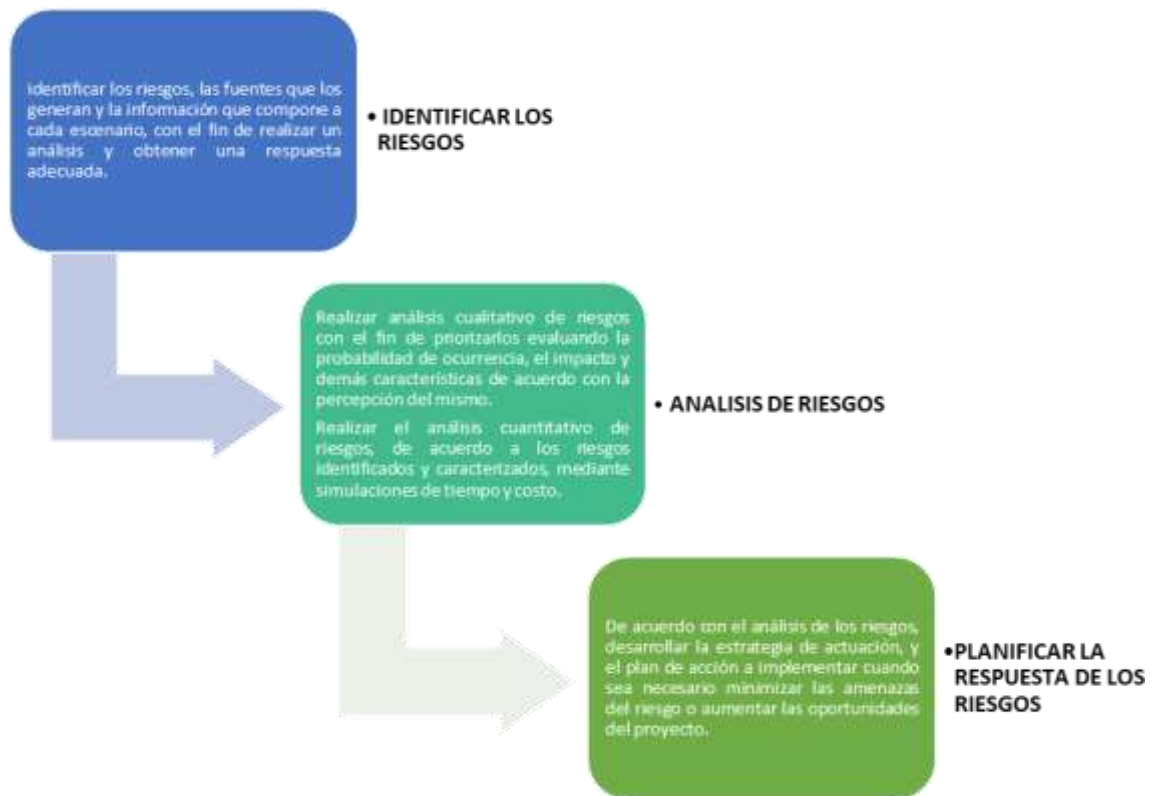 identificar los riesgos, las fuentes que los
generan y la información que compone a
cada escenario, con el fin de realizar un
análisis y obtener una respuesta
adecuada.
• IDENTIFICAR LOS
RIESGOS
Realizar análisis cualitativo de riesgos
con el fin de priorizarlos evaluando la
probabilidad de ocurrencia, el impacto y
demás características de acuerdo con la
percepción del mismo.
Realizar el análisis cuantitativo de
riesgos, de acuerdo a los riesgos
identificados y caracterizados, mediante
simulaciones de tiempo y costo.
• ANALISIS DE RIESGOS
De acuerdo con el análisis de los riesgos,
desarrollar la estrategia de actuación, y
el plan de acción a implementar cuando
sea necesario minimizar las amenazas
del riesgo o aumentar las oportunidades
del proyecto.
•PLANIFICAR LA
RESPUESTA DE LOS
RIESGOS